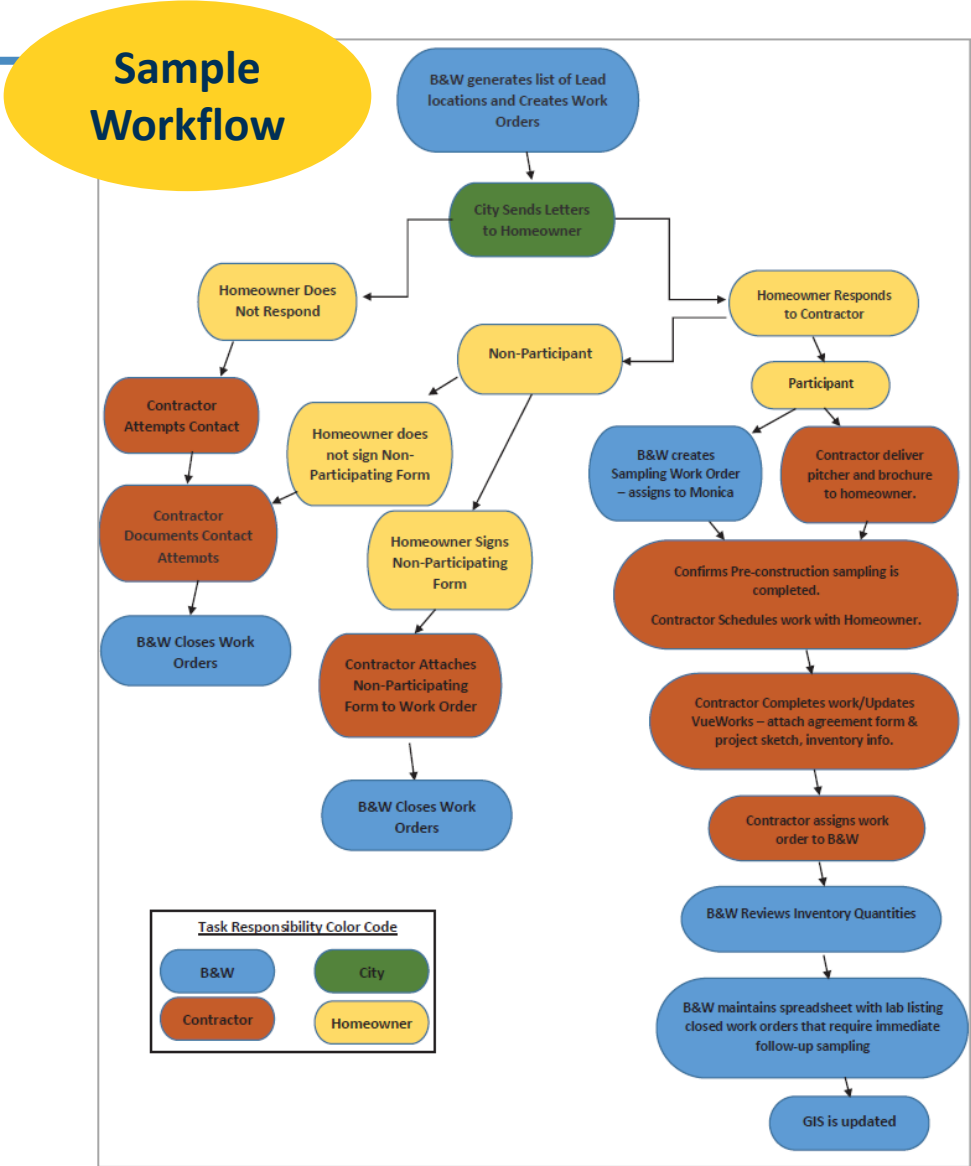 Sample
Workflow
B&W generates list of Lead
locations and Creates Work
Orders
City Sends Letters
to Homeowner
Homeowner Does
Not Respond
Homeowner Responds
to Contractor
Non-Participant
Participant
Contractor
Attempts Contact
Homeowner does
not sign Non-
Participating Form
B&W creates
Sampling Work Order
– assigns to Monica
Contractor deliver
pitcher and brochure
to homeowner.
Contractor
Documents Contact
Attempts
Homeowner Signs
Non-Participating
Form
Confirms Pre-construction sampling is
completed.
Contractor Schedules work with Homeowner.
B&W Closes Work
Orders
Contractor Attaches
Non-Participating
Form to Work Order
Contractor Completes work/Updates
VueWorks – attach agreement form &
project sketch, inventory info.
B&W Closes Work
Orders
Contractor assigns work
order to B&W
B&W Reviews Inventory Quantities
Task Responsibility Color Code
B&W
City
Contractor
Homeowner
B&W maintains spreadsheet with lab listing
closed work orders that require immediate
follow-up sampling
GIS is updated